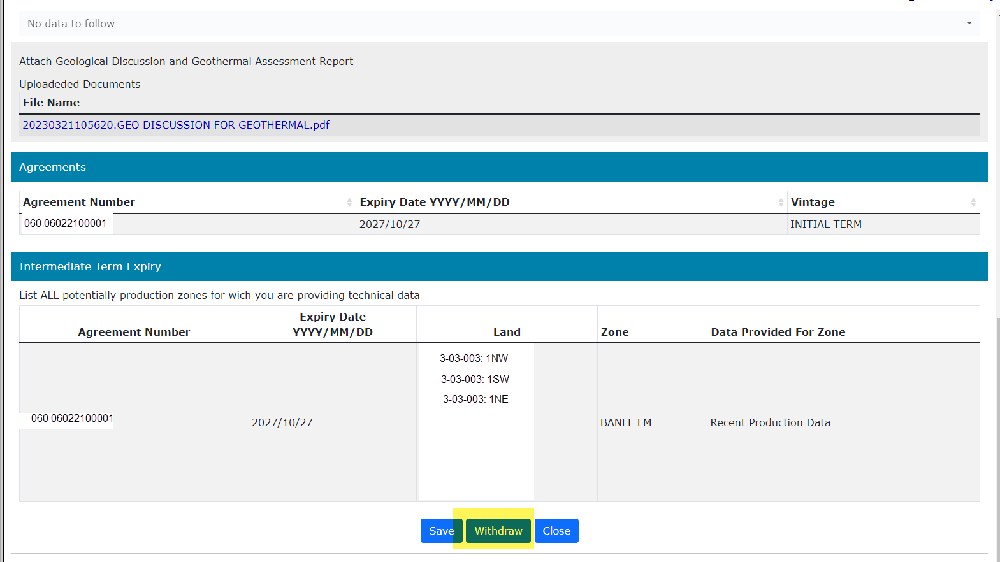 No data to follow
Attach Geological Discussion and Geothermal Assessment Report
Uploadeded Documents
File Name
20230321105620.GEO DISCUSSION FOR GEOTHERMAL.pdf
Agreements
Agreement Number Expiry Date YYYY/MM/DD Vintage
060 06022100001 2027/10/27 INITIAL TERM
Intermediate Term Expiry
List ALL potentially production zones for wich you are providing technical data
Expiry Date
Agreement Number YYYY/MM/DD Land Zone Data Provided For Zone
3-03-003: 1NW
3-03-003: 1SW
3-03-003: 1NE
060 06022100001 2027/10/27 BANFF FM Recent Production Data
Save Withdraw Close